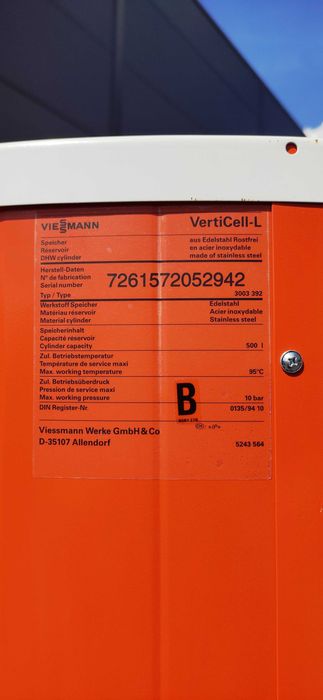 VIESSMANN VertiCell-L
Speicher aus Edelstahl Rostfrei
Reservoir en acier inoxydable
DHW cylinder made of stainless steel
Herstell-Daten
N° de fabrication
Serial number 7261572052942
Typ / Type 3003 392
Werkstoff Speicher Edelstahl
Matériau réservoir Acier inoxydable
Material cylinder Stainless steel
Speicherinhalt
Capacité reservoir
Cylinder capacity 500 l
Zul. Betriebstemperatur
Température de service maxi
Max. working temperature 95°C
Zul. Betriebsüberdruck
Pression de service maxi
Max. working pressure 10 bar
B
DIN Register-Nr. 0135/94 10
Viessmann Werke GmbH & Co
D-35107 Allendorf 5243 564